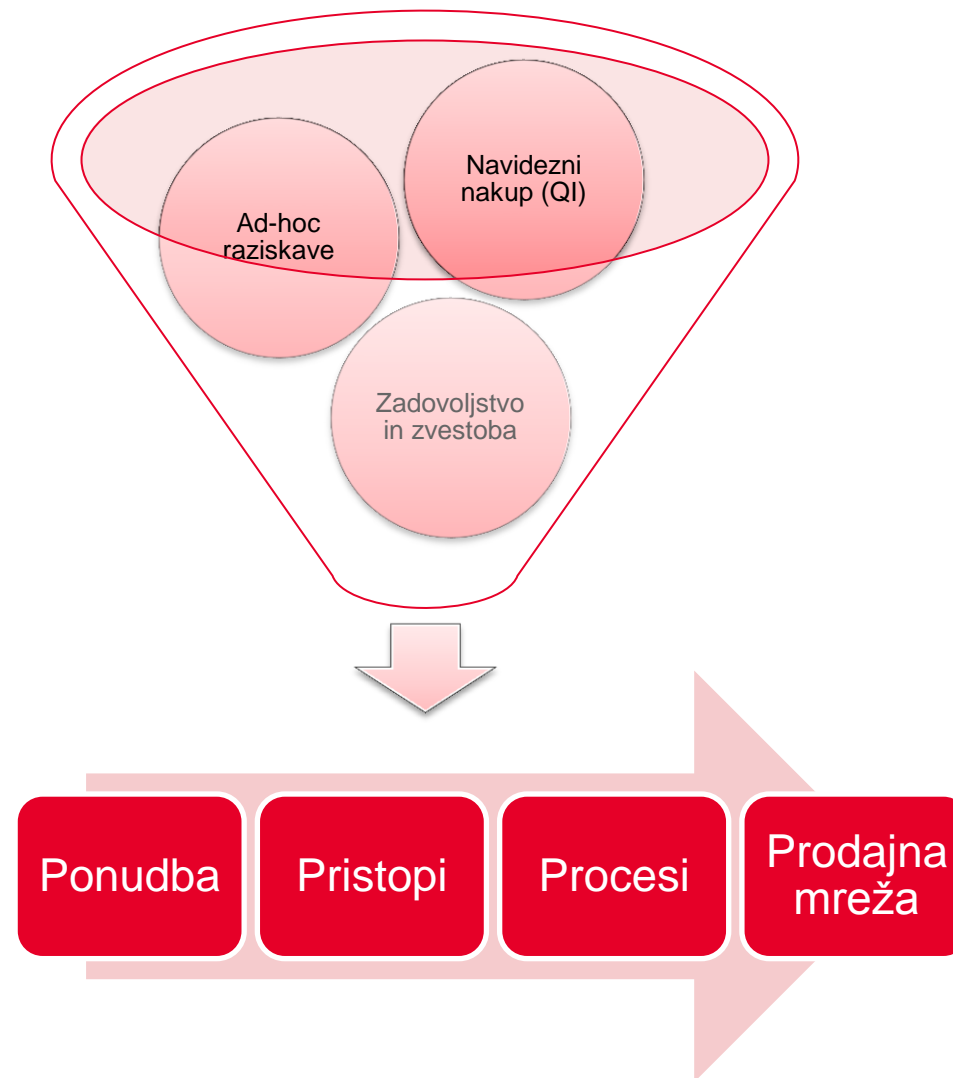 Navidezni
nakup (QI)
Ad-hoc
raziskave
Zadovoljstvo
in zvestoba
Ponudba
Pristopi
Procesi
Prodajna
mreža